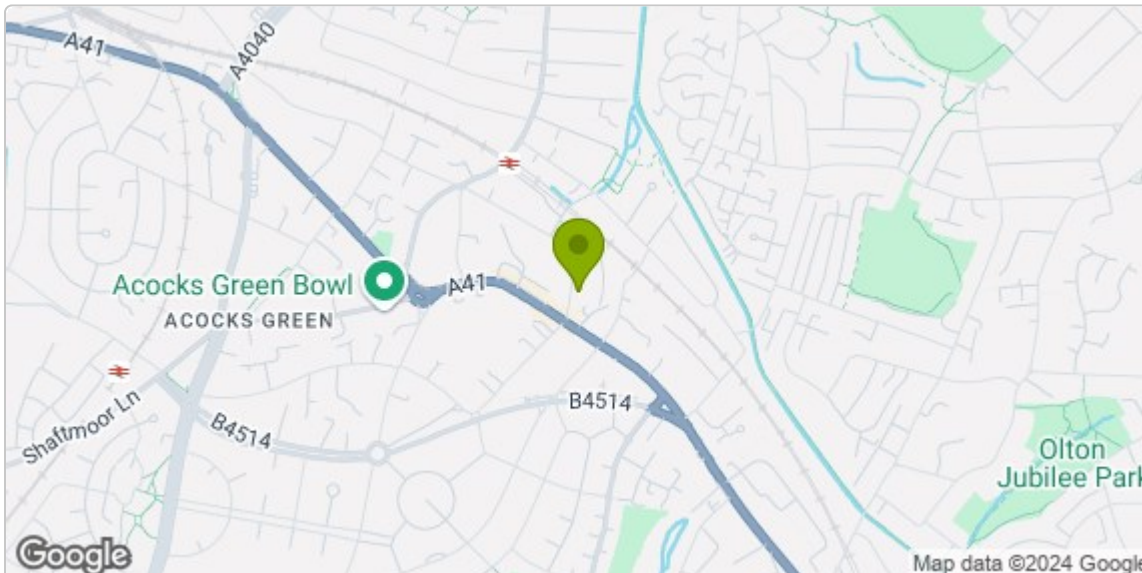 A41
A4040
Acocks Green Bowl
A41
ACOCKS GREEN
Shaftmoor Ln
B4514
B4514
Olton
Jubilee Park
Google
Map data ©2024 Google